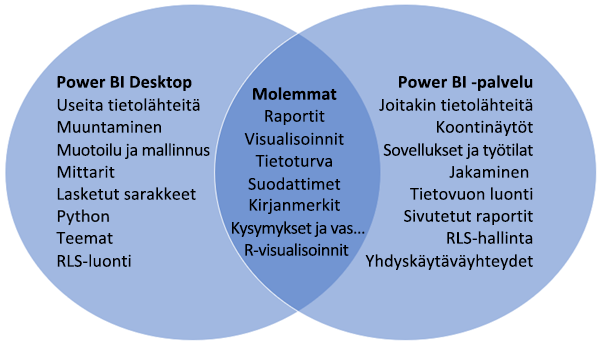 Power BI Desktop
Useita tietolähteitä
Muuntaminen
Muotoilu ja mallinnus
Mittarit
Lasketut sarakkeet
Python
Teemat
RLS-luonti
Molemmat
Raportit
Visualisoinnit
Tietoturva
Suodattimet
Kirjanmerkit
Kysymykset ja vas...
R-visualisoinnit
Power BI -palvelu
Joitakin tietolähteitä
Koontinäytöt
Sovellukset ja työtilat
Jakaminen
Tietovuon luonti
Sivutetut raportit
RLS-hallinta
Yhdyskäytäväyhteydet